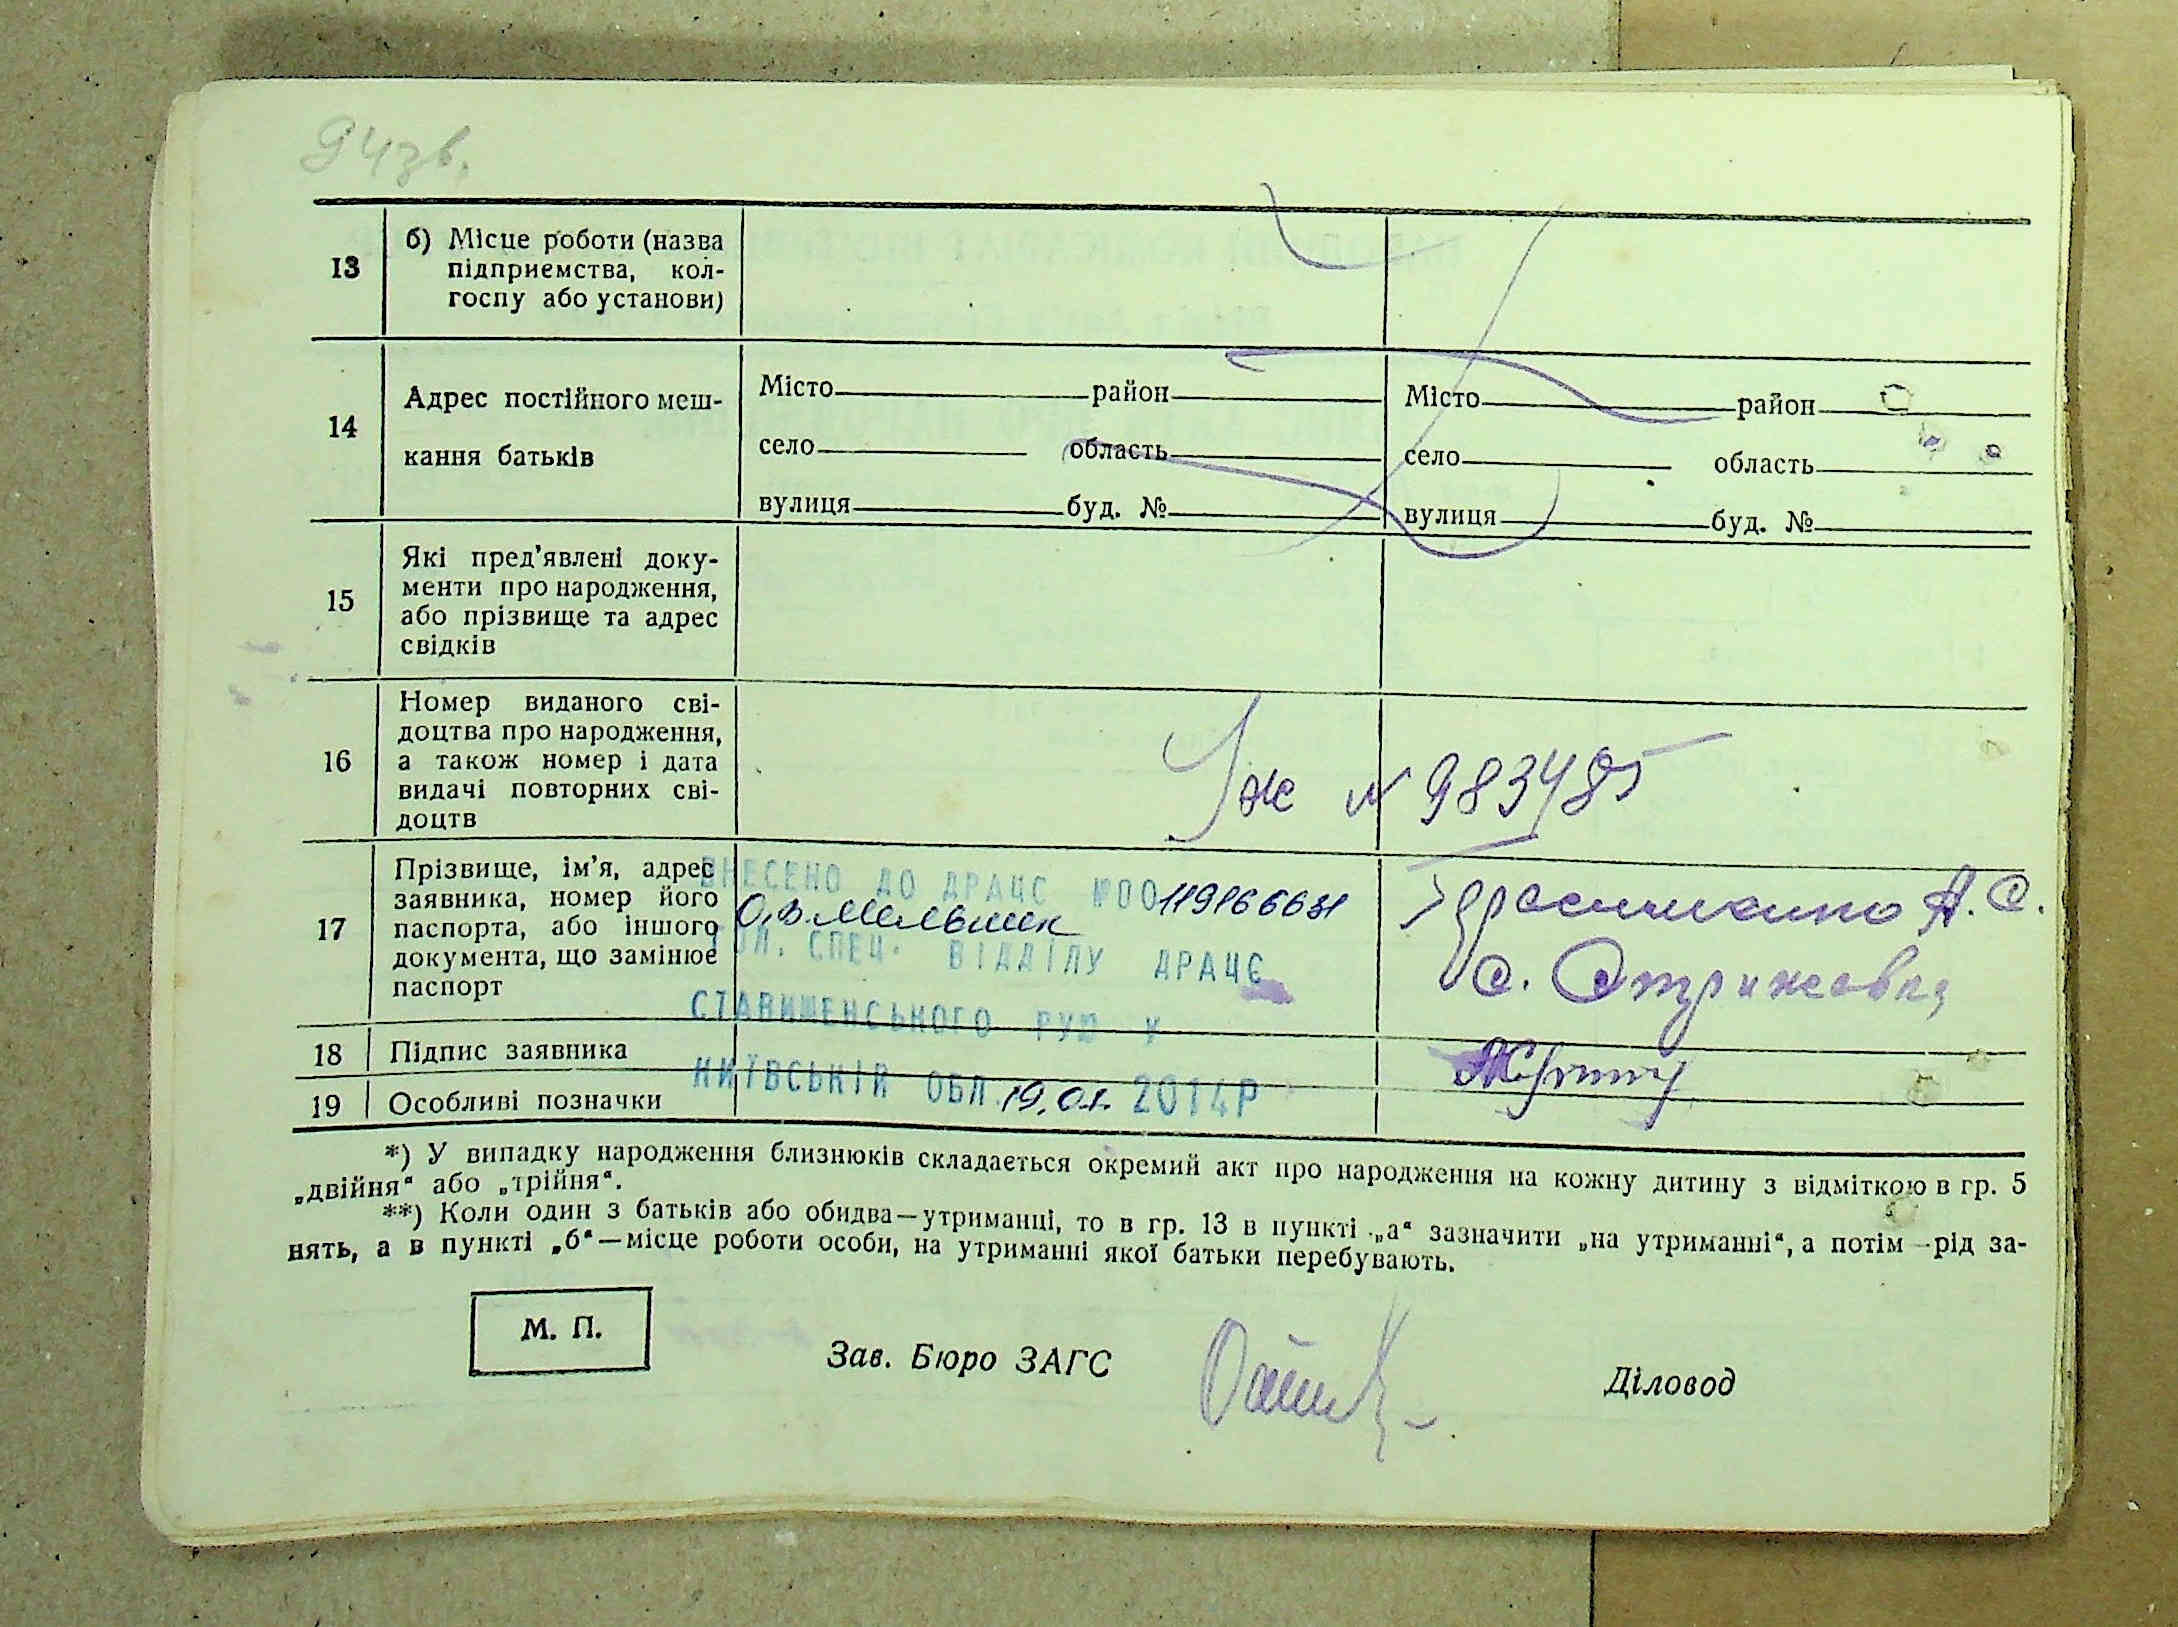 94зв.
13
б) Місце роботи (назва
підприємства, кол-
госпу або установи)
14
Адрес постійного меш-
кання батьків
Місто район
село область
вулиця буд. №
Місто район
село область
вулиця буд. №
15
Які пред'явлені доку-
менти про народження,
або прізвище та адрес
свідків
16
Номер виданого сві-
доцтва про народження,
а також номер і дата
видачі повторних сві-
доцтв
Уже N 983485
17
Прізвище, ім'я, адрес
заявника, номер його
паспорта, або іншого
документа, що замінює
паспорт
ВНЕСЕНО ДО ДРАЦС №00119166631
О.В. Мельник
ГОЛ. СПЕЦ. ВІДДІЛУ ДРАЦС
СТАВИЩЕНСЬКОГО РУЮ У
КИЇВСЬКІЙ ОБЛ. 19.01. 2014Р
А. С.
с. Стрижавка
18
Підпис заявника
19
Особливі позначки
*) У випадку народження близнюків складається окремий акт про народження на кожну дитину з відміткою в гр. 5
„двійня“ або „трійня“.
**) Коли один з батьків або обидва—утриманці, то в гр. 13 в пункті „а“ зазначити „на утриманні“, а потім—рід за-
нять, а в пункті „б“—місце роботи особи, на утриманні якої батьки перебувають.
М. П.
Зав. Бюро ЗАГС
Діловод